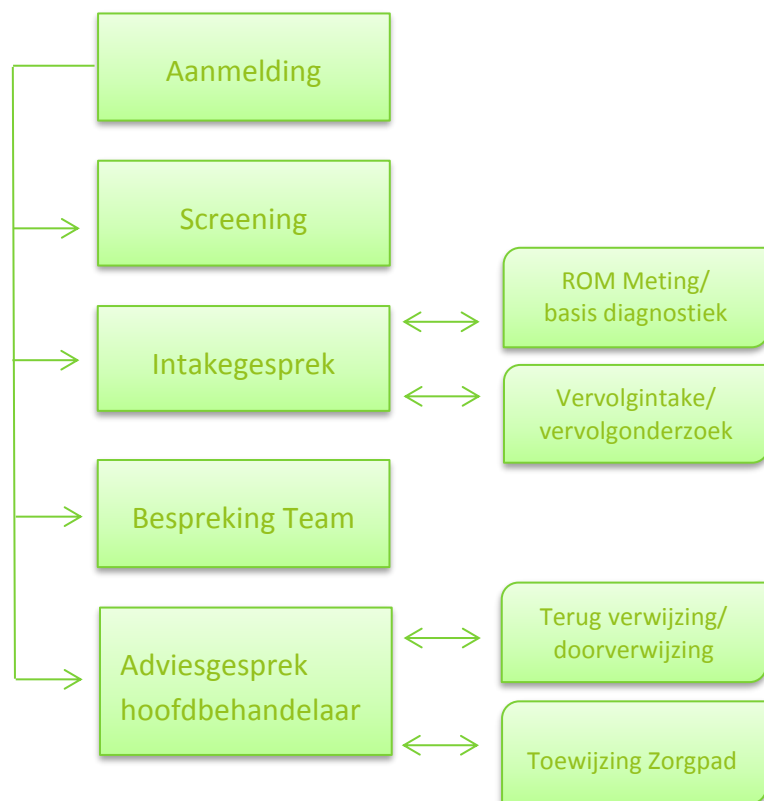 Aanmelding
Screening
Intakegesprek
ROM Meting/
basis diagnostiek
Vervolgintake/
vervolgonderzoek
Bespreking Team
Adviesgesprek
hoofdbehandelaar
Terug verwijzing/
doorverwijzing
Toewijzing Zorgpad